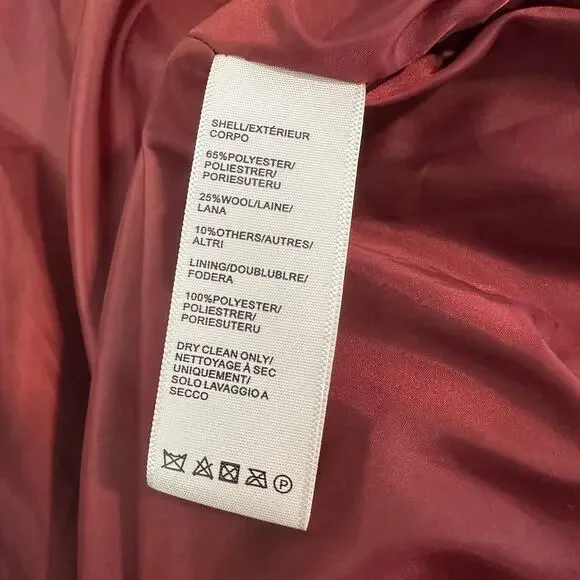 SHELL/EXTÉRIEUR
CORPO
65%POLYESTER/
POLIESTRER/
PORIESUTERU
25%WOOL/LAINE/
LANA
10%OTHERS/AUTRES/
ALTRI
LINING/DOUBLUBLRE/
FODERA
100%POLYESTER/
POLIESTRER/
PORIESUTERU
DRY CLEAN ONLY/
NETTOYAGE À SEC
UNIQUEMENT/
SOLO LAVAGGIO A
SECCO
P